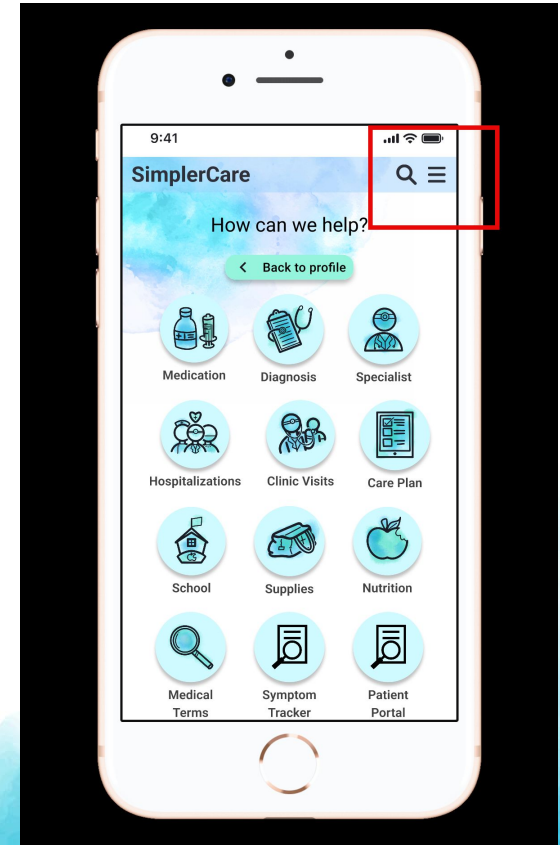 9:41
SimplerCare
How can we help?
Back to profile
Medication
Diagnosis
Specialist
Hospitalizations
Clinic Visits
Care Plan
School
Supplies
Nutrition
Medical
Terms
Symptom
Tracker
Patient
Portal